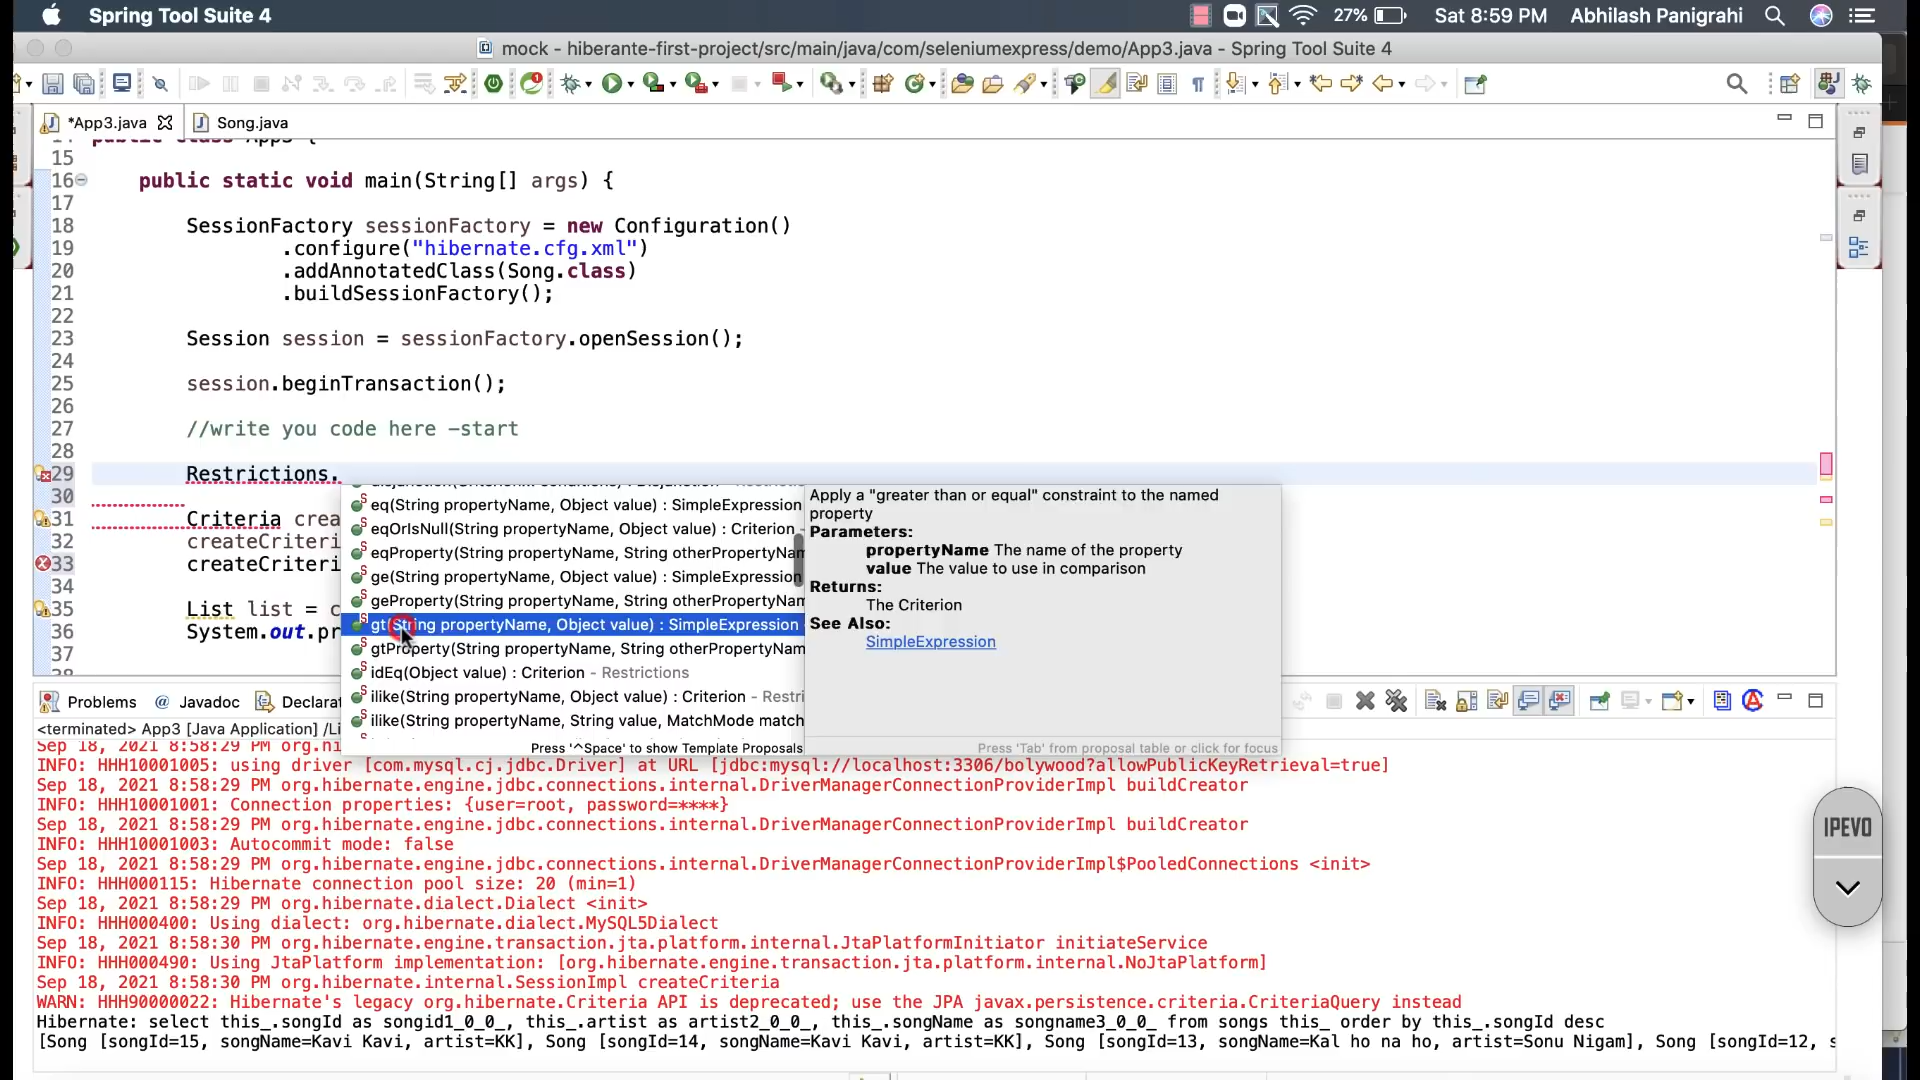 Spring Tool Suite 4
27%
Sat 8:59 PM
Abhilash Panigrahi
mock - hiberante-first-project/src/main/java/com/seleniumexpress/demo/App3.java - Spring Tool Suite 4
*App3.java
Song.java
public class App3 {
15
16 public static void main(String[] args) {
17
18 SessionFactory sessionFactory = new Configuration()
19 .configure("hibernate.cfg.xml")
20 .addAnnotatedClass(Song.class)
21 .buildSessionFactory();
22
23 Session session = sessionFactory.openSession();
24
25 session.beginTransaction();
26
27 //write you code here -start
28
29 Restrictions.
30
31 Criteria crea
32 createCriteri
33 createCriteri
34
35 List list = c
36 System.out.pr
37
38
eq(String propertyName, Object value) : SimpleExpression
eqOrIsNull(String propertyName, Object value) : Criterion -
eqProperty(String propertyName, String otherPropertyNam
ge(String propertyName, Object value) : SimpleExpression
geProperty(String propertyName, String otherPropertyNam
gt(String propertyName, Object value) : SimpleExpression -
gtProperty(String propertyName, String otherPropertyNam
idEq(Object value) : Criterion - Restrictions
ilike(String propertyName, Object value) : Criterion - Restri
ilike(String propertyName, String value, MatchMode match
Press '^Space' to show Template Proposals
Apply a "greater than or equal" constraint to the named
property
Parameters:
propertyName The name of the property
value The value to use in comparison
Returns:
The Criterion
See Also:
SimpleExpression
Press 'Tab' from proposal table or click for focus
Problems
@ Javadoc
Declarat
<terminated> App3 [Java Application] /Li
Sep 18, 2021 8:58:29 PM org.hi
INFO: HHH10001005: using driver [com.mysql.cj.jdbc.Driver] at URL [jdbc:mysql://localhost:3306/bolywood?allowPublicKeyRetrieval=true]
Sep 18, 2021 8:58:29 PM org.hibernate.engine.jdbc.connections.internal.DriverManagerConnectionProviderImpl buildCreator
INFO: HHH10001001: Connection properties: {user=root, password=****}
Sep 18, 2021 8:58:29 PM org.hibernate.engine.jdbc.connections.internal.DriverManagerConnectionProviderImpl buildCreator
INFO: HHH10001003: Autocommit mode: false
Sep 18, 2021 8:58:29 PM org.hibernate.engine.jdbc.connections.internal.DriverManagerConnectionProviderImpl$PooledConnections <init>
INFO: HHH000115: Hibernate connection pool size: 20 (min=1)
Sep 18, 2021 8:58:29 PM org.hibernate.dialect.Dialect <init>
INFO: HHH000400: Using dialect: org.hibernate.dialect.MySQL5Dialect
Sep 18, 2021 8:58:30 PM org.hibernate.engine.transaction.jta.platform.internal.JtaPlatformInitiator initiateService
INFO: HHH000490: Using JtaPlatform implementation: [org.hibernate.engine.transaction.jta.platform.internal.NoJtaPlatform]
Sep 18, 2021 8:58:30 PM org.hibernate.internal.SessionImpl createCriteria
WARN: HHH90000022: Hibernate's legacy org.hibernate.Criteria API is deprecated; use the JPA javax.persistence.criteria.CriteriaQuery instead
Hibernate: select this_.songId as songid1_0_0_, this_.artist as artist2_0_0_, this_.songName as songname3_0_0_ from songs this_ order by this_.songId desc
[Song [songId=15, songName=Kavi Kavi, artist=KK], Song [songId=14, songName=Kavi Kavi, artist=KK], Song [songId=13, songName=Kal ho na ho, artist=Sonu Nigam], Song [songId=12, s
IPEVO